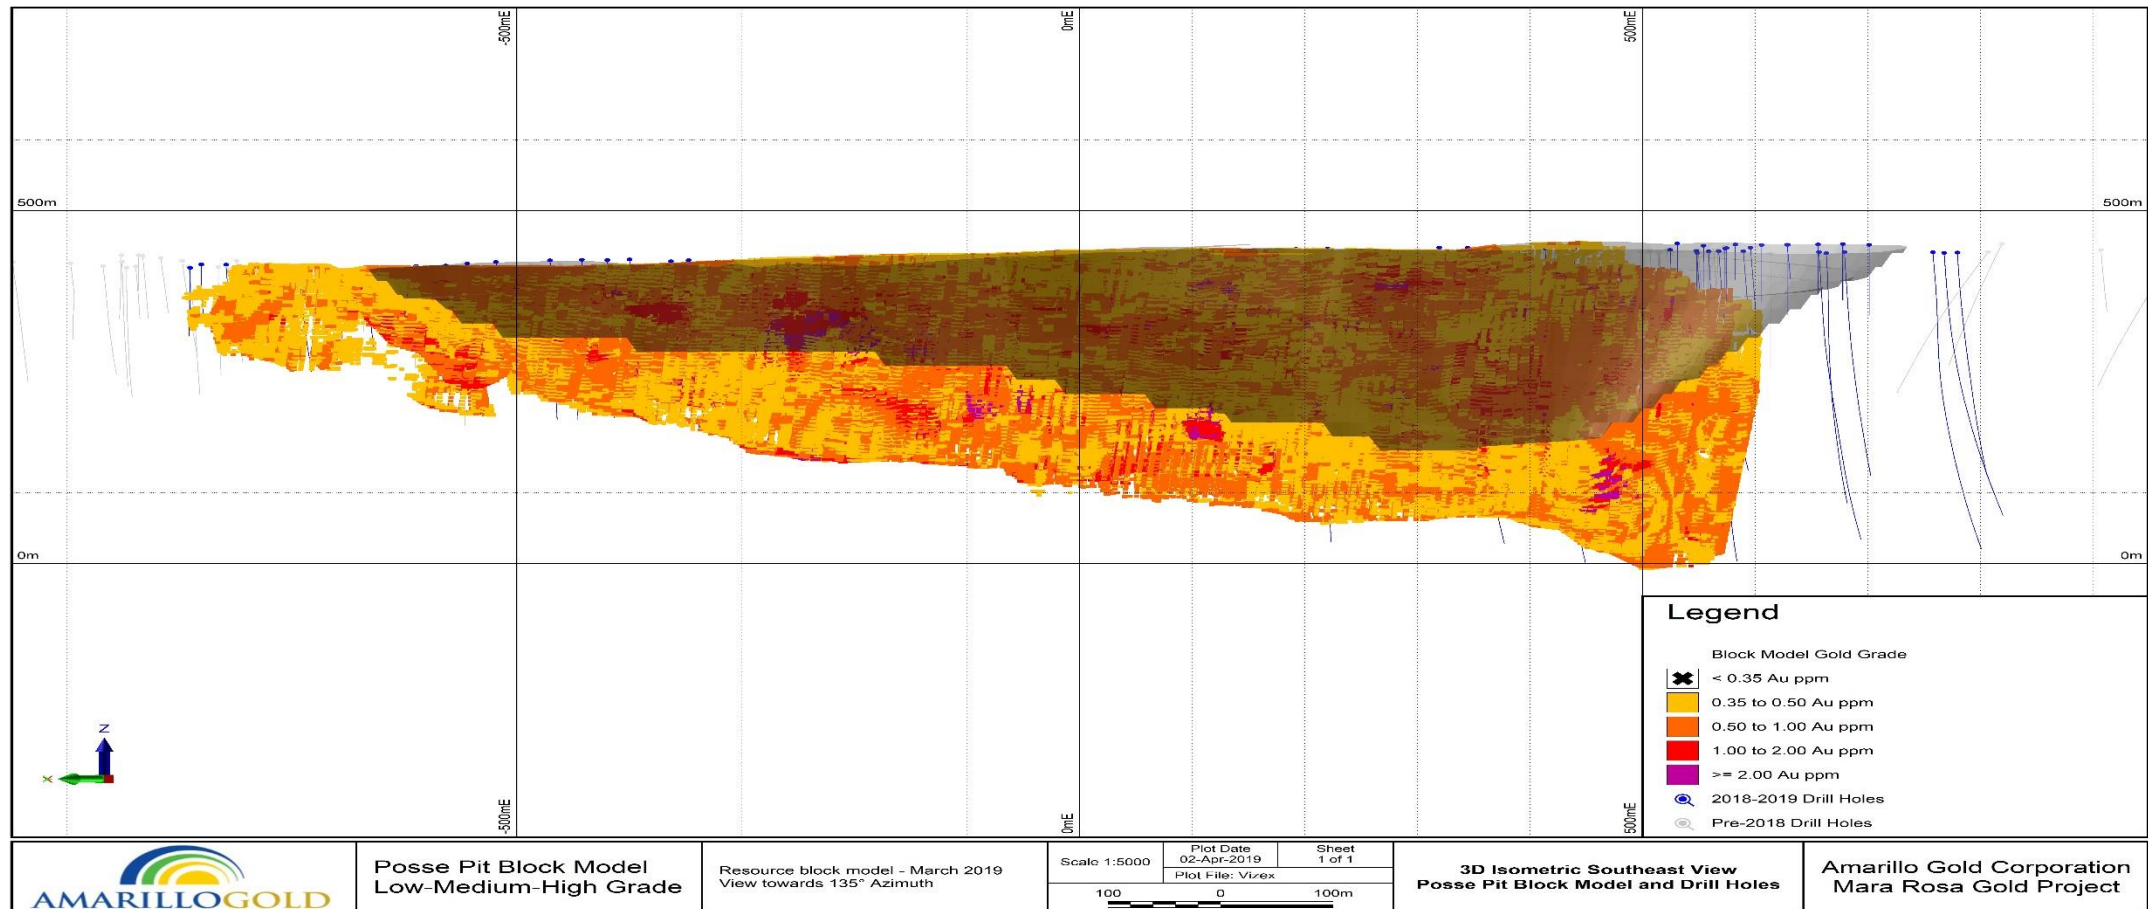 -500mE
0mE
500mE
500m
500m
0m
0m
Z
X
-500mE
0mE
500mE
Legend
Block Model Gold Grade
< 0.35 Au ppm
0.35 to 0.50 Au ppm
0.50 to 1.00 Au ppm
1.00 to 2.00 Au ppm
>= 2.00 Au ppm
2018-2019 Drill Holes
Pre-2018 Drill Holes
AMARILLOGOLD
Posse Pit Block Model
Low-Medium-High Grade
Resource block model - March 2019
View towards 135° Azimuth
Scale 1:5000
Plot Date
02-Apr-2019
Sheet
1 of 1
Plot File: Vizex
100
0
100m
3D Isometric Southeast View
Posse Pit Block Model and Drill Holes
Amarillo Gold Corporation
Mara Rosa Gold Project